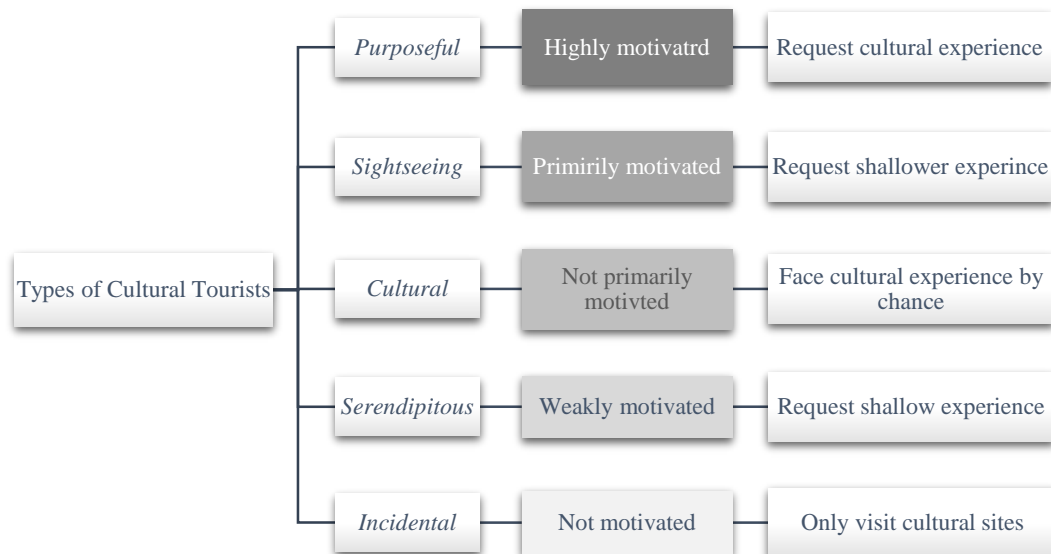 Types of Cultural Tourists
Purposeful
Highly motivatrd
Request cultural experience
Sightseeing
Primirily motivated
Request shallower experince
Cultural
Not primarily
motivted
Face cultural experience by
chance
Serendipitous
Weakly motivated
Request shallow experience
Incidental
Not motivated
Only visit cultural sites